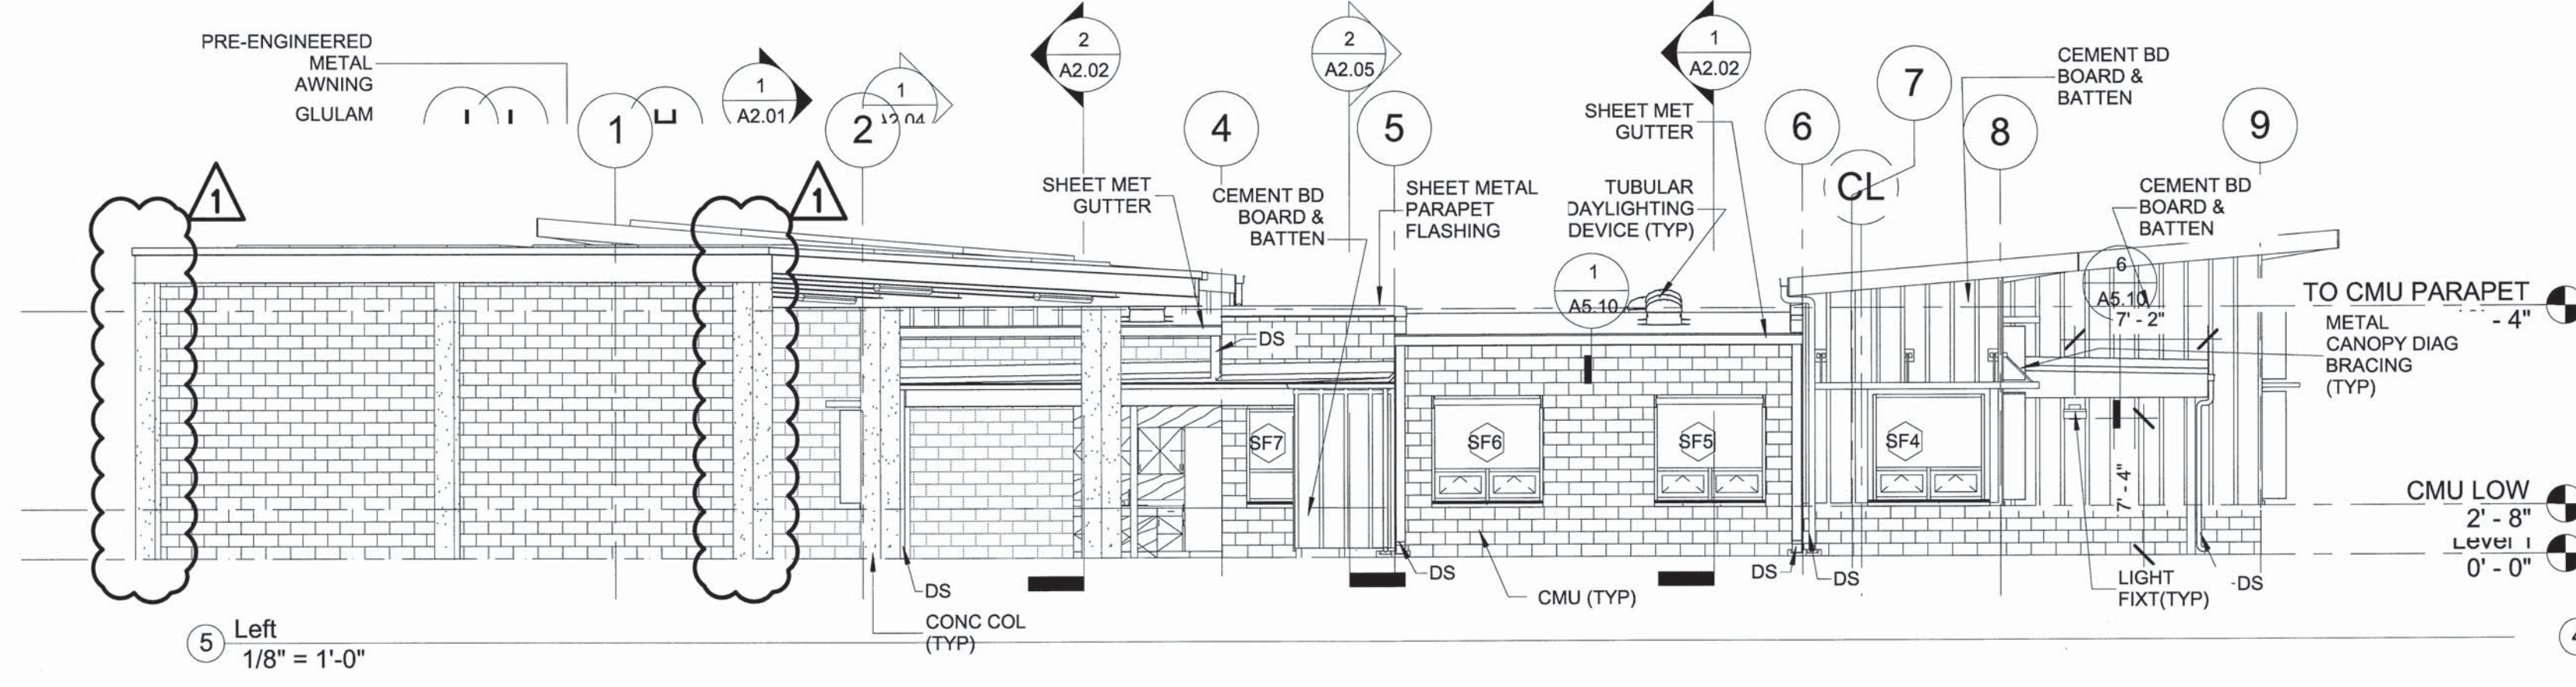 PRE-ENGINEERED
METAL
AWNING
GLULAM
1
A2.01
1
2
2
A2.02
2
A2.05
1
A2.02
4
5
6
7
8
9
CL
1
1
1
SHEET MET
GUTTER
CEMENT BD
BOARD &
BATTEN
SHEET METAL
PARAPET
FLASHING
SHEET MET
GUTTER
TUBULAR
DAYLIGHTING
DEVICE (TYP)
CEMENT BD
BOARD &
BATTEN
CEMENT BD
BOARD &
BATTEN
1
A5.10
6
A5.10
7' - 2"
TO CMU PARAPET
- 4"
METAL
CANOPY DIAG
BRACING
(TYP)
DS
SF7
SF6
SF5
SF4
7' - 4"
CMU LOW
2' - 8"
Level 1
0' - 0"
DS
CONC COL
(TYP)
DS
CMU (TYP)
DS
DS
LIGHT
FIXT(TYP)
-DS
5
Left
1/8" = 1'-0"